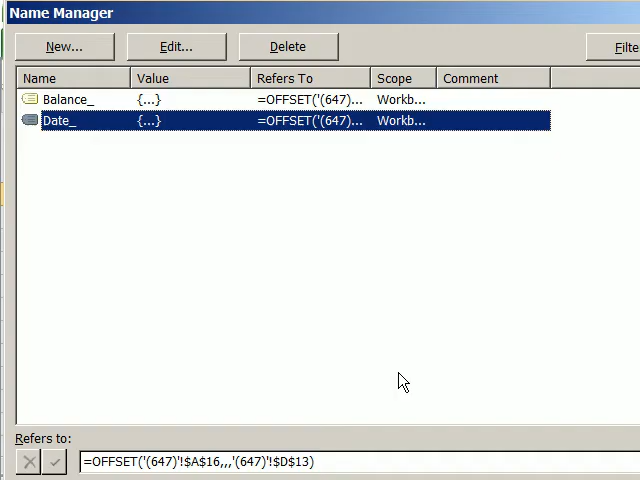 Name Manager
New... Edit... Delete Filte
Name Value Refers To Scope Comment
Balance_ {...} =OFFSET('(647)... Workb...
Date_ {...} =OFFSET('(647)... Workb...
Refers to:
=OFFSET('(647)'!$A$16,,,'(647)'!$D$13)